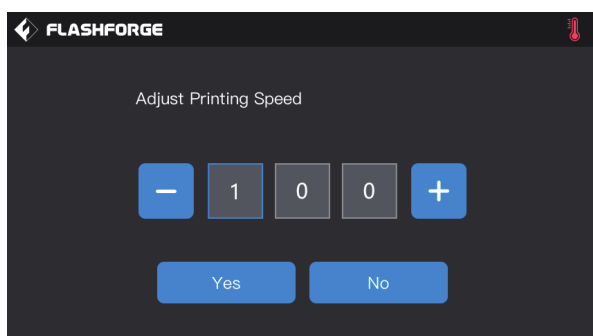 FLASHFORGE
Adjust Printing Speed
− 1 0 0 +
Yes No